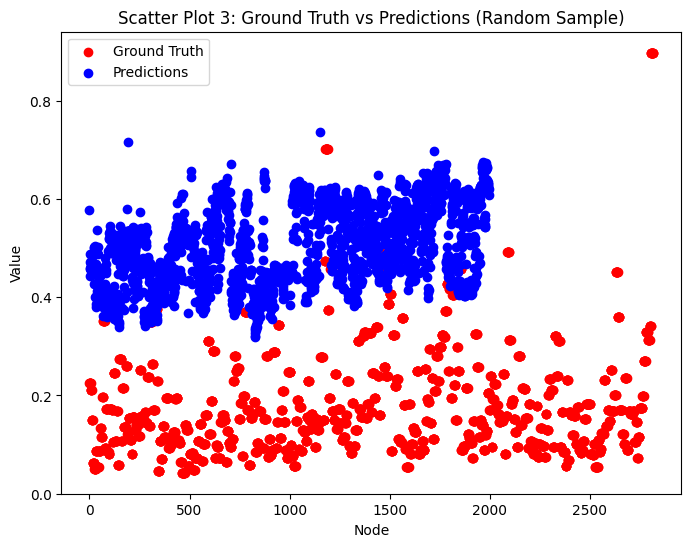 Scatter Plot 3: Ground Truth vs Predictions (Random Sample)
Ground Truth
Predictions
Value
0.8
0.6
0.4
0.2
0.0
0 500 1000 1500 2000 2500
Node